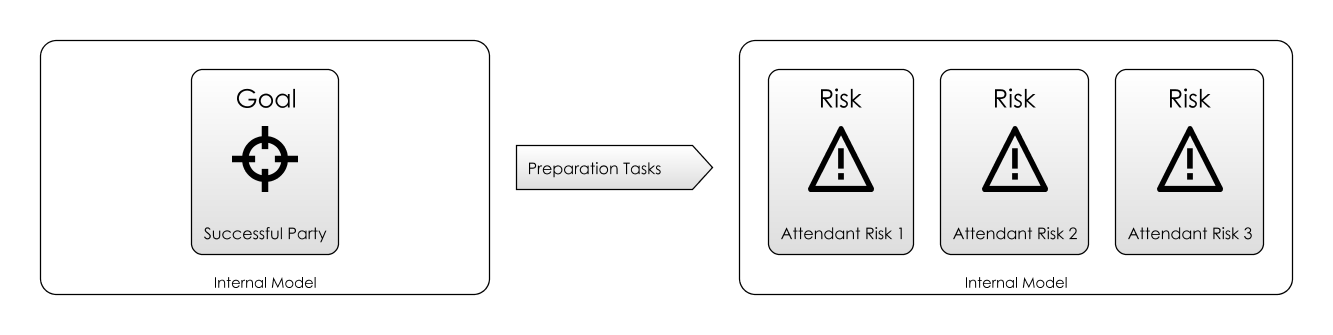 Goal
Successful Party
Internal Model
Preparation Tasks
Risk
Attendant Risk 1
Risk
Attendant Risk 2
Risk
Attendant Risk 3
Internal Model